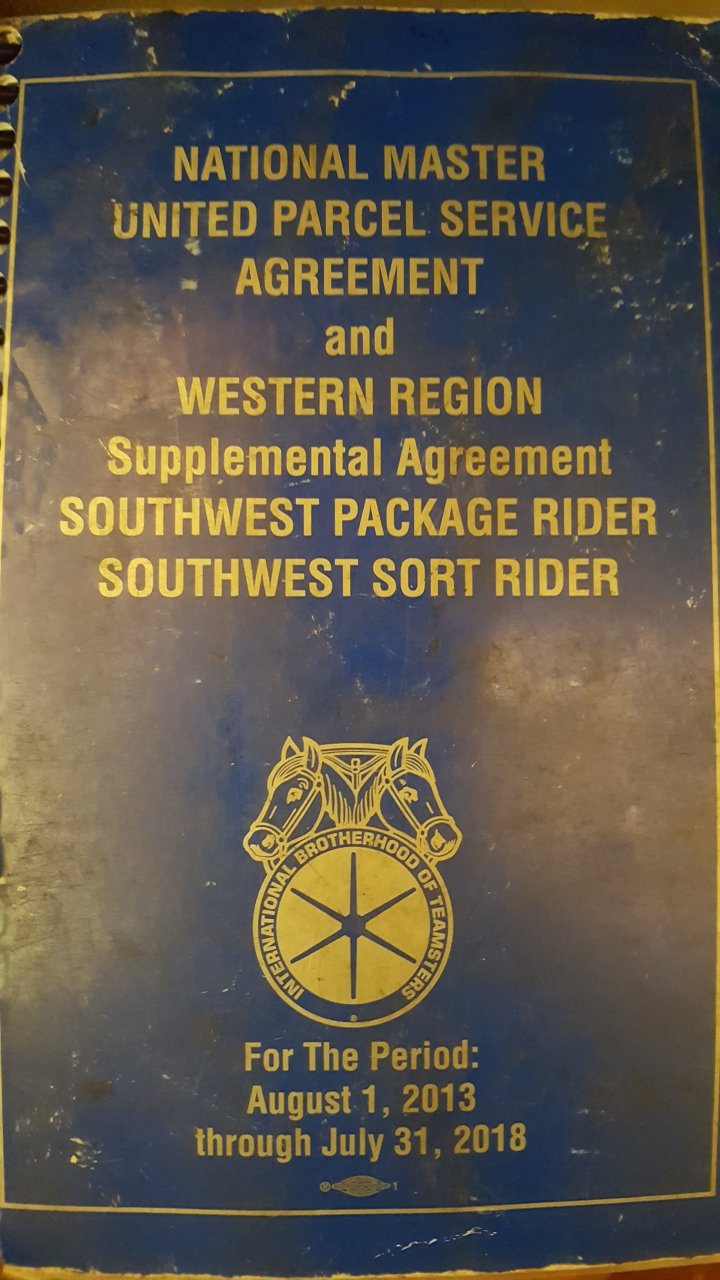 NATIONAL MASTER
UNITED PARCEL SERVICE
AGREEMENT
and
WESTERN REGION
Supplemental Agreement
SOUTHWEST PACKAGE RIDER
SOUTHWEST SORT RIDER
INTERNATIONAL BROTHERHOOD OF TEAMSTERS
®
For The Period:
August 1, 2013
through July 31, 2018
1